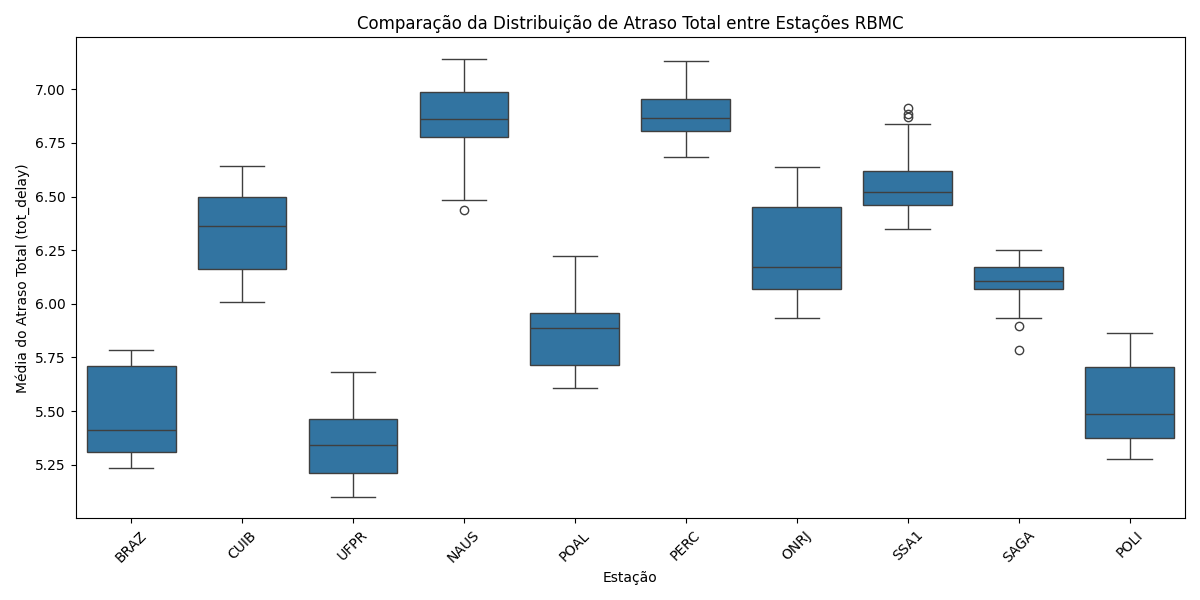 Comparação da Distribuição de Atraso Total entre Estações RBMC
Média do Atraso Total (tot_delay)
7.00
6.75
6.50
6.25
6.00
5.75
5.50
5.25
BRAZ
CUIB
UFPR
NAUS
POAL
PERC
ONRJ
SSA1
SAGA
POLI
Estação